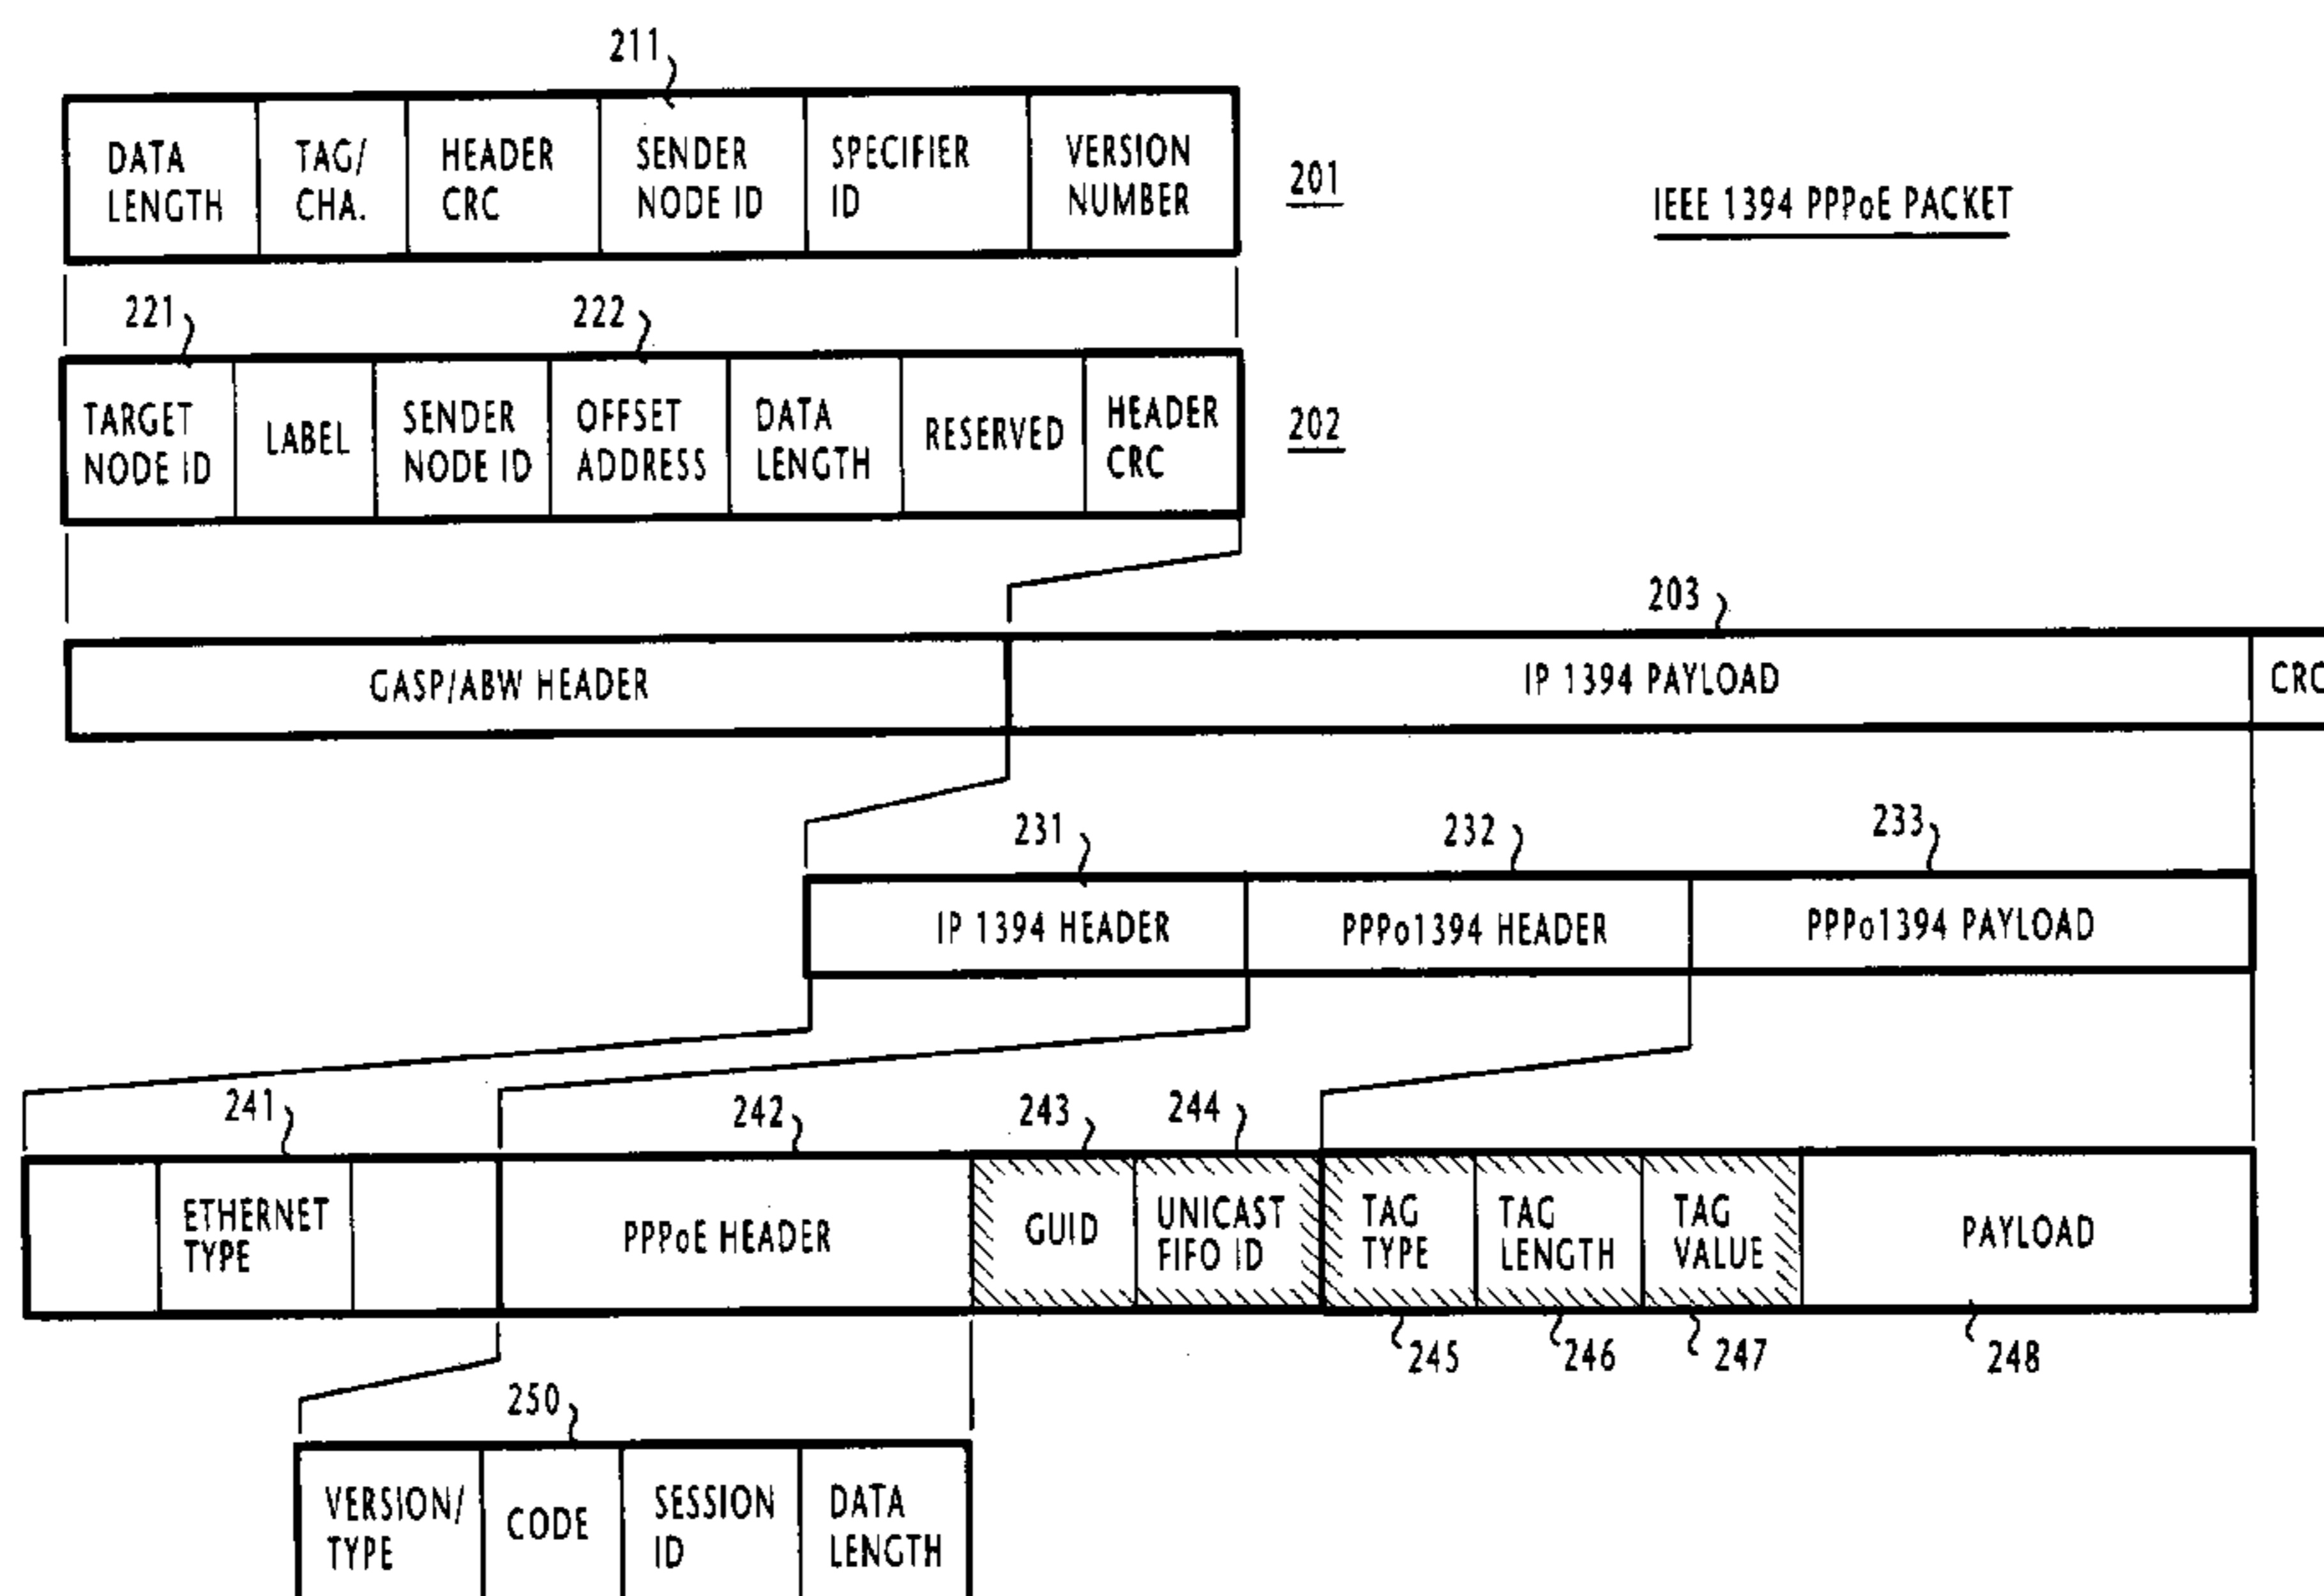 211
DATA LENGTH
TAG/ CHA.
HEADER CRC
SENDER NODE ID
SPECIFIER ID
VERSION NUMBER
201
IEEE 1394 PPPoE PACKET
221
222
TARGET NODE ID
LABEL
SENDER NODE ID
OFFSET ADDRESS
DATA LENGTH
RESERVED
HEADER CRC
202
203
GASP/ABW HEADER
IP 1394 PAYLOAD
CRC
231
232
233
IP 1394 HEADER
PPPo1394 HEADER
PPPo1394 PAYLOAD
241
242
243
244
ETHERNET TYPE
PPPoE HEADER
GUID
UNICAST FIFO ID
TAG TYPE
TAG LENGTH
TAG VALUE
PAYLOAD
245
246
247
248
250
VERSION/ TYPE
CODE
SESSION ID
DATA LENGTH